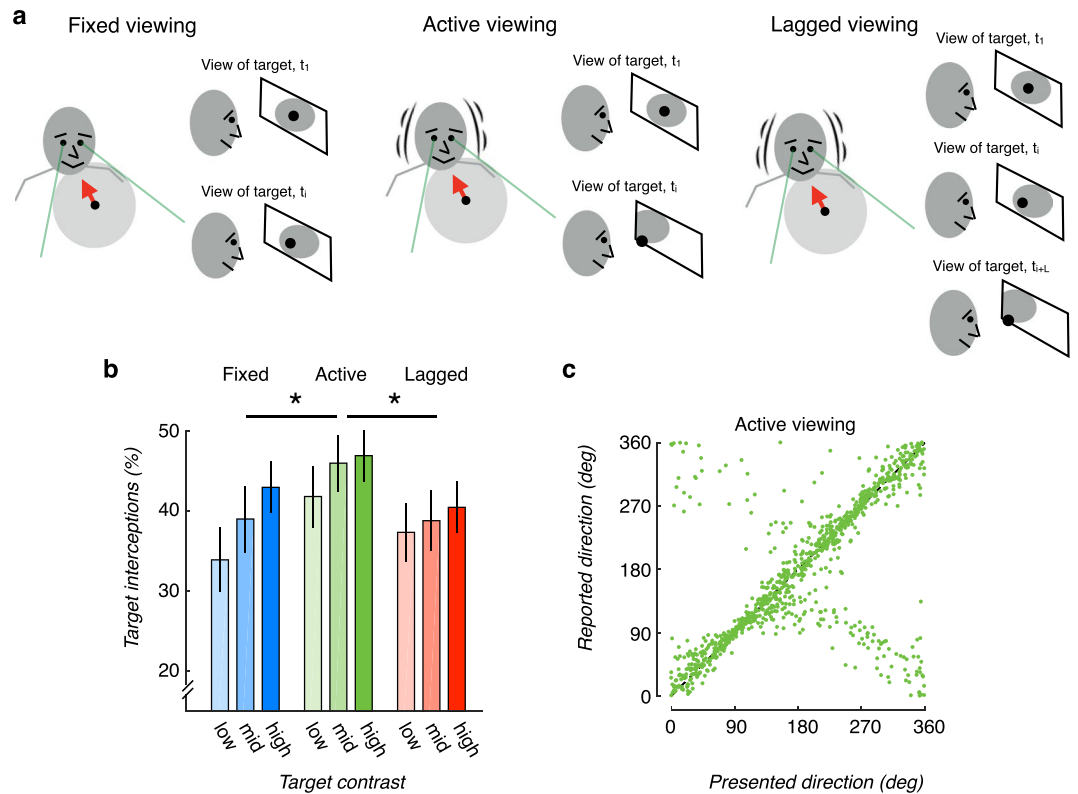 a
Fixed viewing
Active viewing
Lagged viewing
View of target, t1
View of target, ti
View of target, t1
View of target, ti
View of target, t1
View of target, ti
View of target, ti+L
b
Fixed
Active
Lagged
*
*
Target interceptions (%)
50
40
30
20
low
mid
high
low
mid
high
low
mid
high
Target contrast
c
Active viewing
Reported direction (deg)
360
270
180
90
0
0
90
180
270
360
Presented direction (deg)